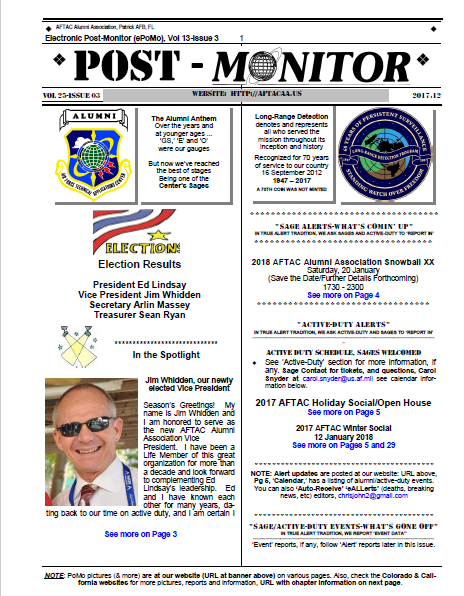 AFTAC Alumni Association, Patrick AFB, FL
Electronic Post-Monitor (ePoMo), Vol 13-Issue 3
1
POST - MONITOR
VOL 25-ISSUE 03
WEBSITE: HTTP://AFTACAA.US
2017.12
ALUMNI
AIR FORCE TECHNICAL APPLICATIONS CENTER
The Alumni Anthem
Over the years and
at younger ages ...
'GS,' 'E' and 'O'
were our gauges
But now we've reached
the best of stages
Being one of the
Center's Sages
ELECTIONS
Election Results
President Ed Lindsay
Vice President Jim Whidden
Secretary Arlin Massey
Treasurer Sean Ryan
****************************
In the Spotlight
Jim Whidden, our newly
elected Vice President
Season's Greetings! My
name is Jim Whidden and
I am honored to serve as
the new AFTAC Alumni
Association Vice
President. I have been a
Life Member of this great
organization for more than
a decade and look forward
to complementing Ed
Lindsay's leadership. Ed
and I have known each
other for many years, da-
ting back to our time on active duty, and I am certain I
See more on Page 3
Long-Range Detection
denotes and represents
all who served the
mission throughout its
inception and history
Recognized for 70 years
of service to our country
16 September 2012
1947 – 2017
A 70TH COIN WAS NOT MINTED
YEARS OF PERSISTENT SURVEILLANCE
LONG-RANGE DETECTION PROGRAM
STANDING WATCH OVER FREEDOM
"SAGE ALERTS-WHAT'S COMIN' UP"
IN TRUE ALERT TRADITION, WE ASK SAGES AND ACTIVE-DUTY TO 'REPORT IN'
2018 AFTAC Alumni Association Snowball XX
Saturday, 20 January
(Save the Date/Further Details Forthcoming)
1730 - 2300
See more on Page 4
"ACTIVE-DUTY ALERTS"
IN TRUE ALERT TRADITION, WE ASK ACTIVE-DUTY AND SAGES TO 'REPORT IN'
ACTIVE DUTY SCHEDULE, SAGES WELCOMED
See 'Active-Duty' section for more information, if
any. Sage Contact for tickets, and questions, Carol
Snyder at carol.snyder@us.af.mil see calendar infor-
mation below.
2017 AFTAC Holiday Social/Open House
See more on Page 5
2017 AFTAC Winter Social
12 January 2018
See more on Pages 5 and 29
NOTE: Alert updates are posted at our website: URL above,
Pg 6, 'Calendar,' has a listing of alumni/active-duty events.
You can also 'Auto-Receive' 'eALLerts' (deaths, breaking
news, etc) editors, chrisjohn2@gmail.com
"SAGE/ACTIVE-DUTY EVENTS-WHAT'S GONE OFF"
IN TRUE ALERT TRADITION, WE REPORT 'EVENT DATA'
'Event' reports, if any, follow 'Alert' reports later in this issue.
NOTE: PoMo pictures (& more) are at our website (URL at banner above) on various pages. Also, check the Colorado & Cali-
fornia websites for more pictures, reports and information, URL with chapter information on next page.